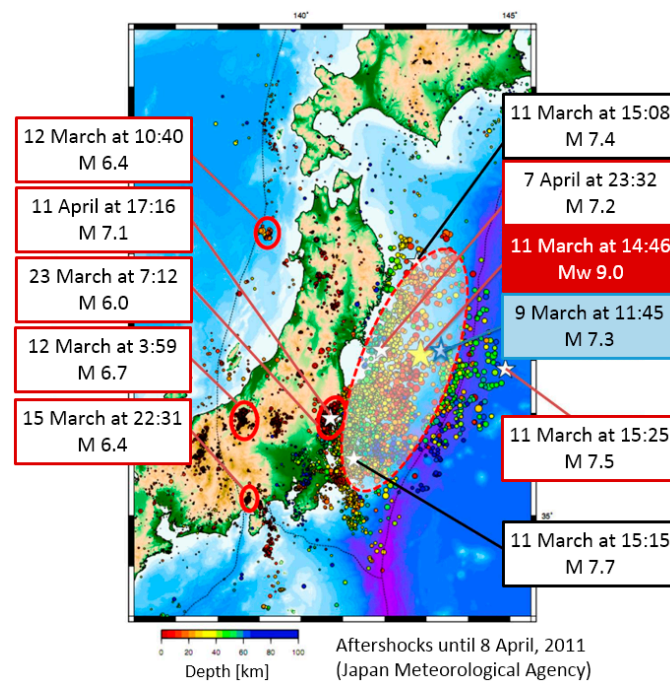 140°
145°
12 March at 10:40
M 6.4
11 April at 17:16
M 7.1
23 March at 7:12
M 6.0
12 March at 3:59
M 6.7
15 March at 22:31
M 6.4
11 March at 15:08
M 7.4
7 April at 23:32
M 7.2
11 March at 14:46
Mw 9.0
9 March at 11:45
M 7.3
11 March at 15:25
M 7.5
35°
11 March at 15:15
M 7.7
0 20 40 60 80 100
Depth [km]
Aftershocks until 8 April, 2011
(Japan Meteorological Agency)